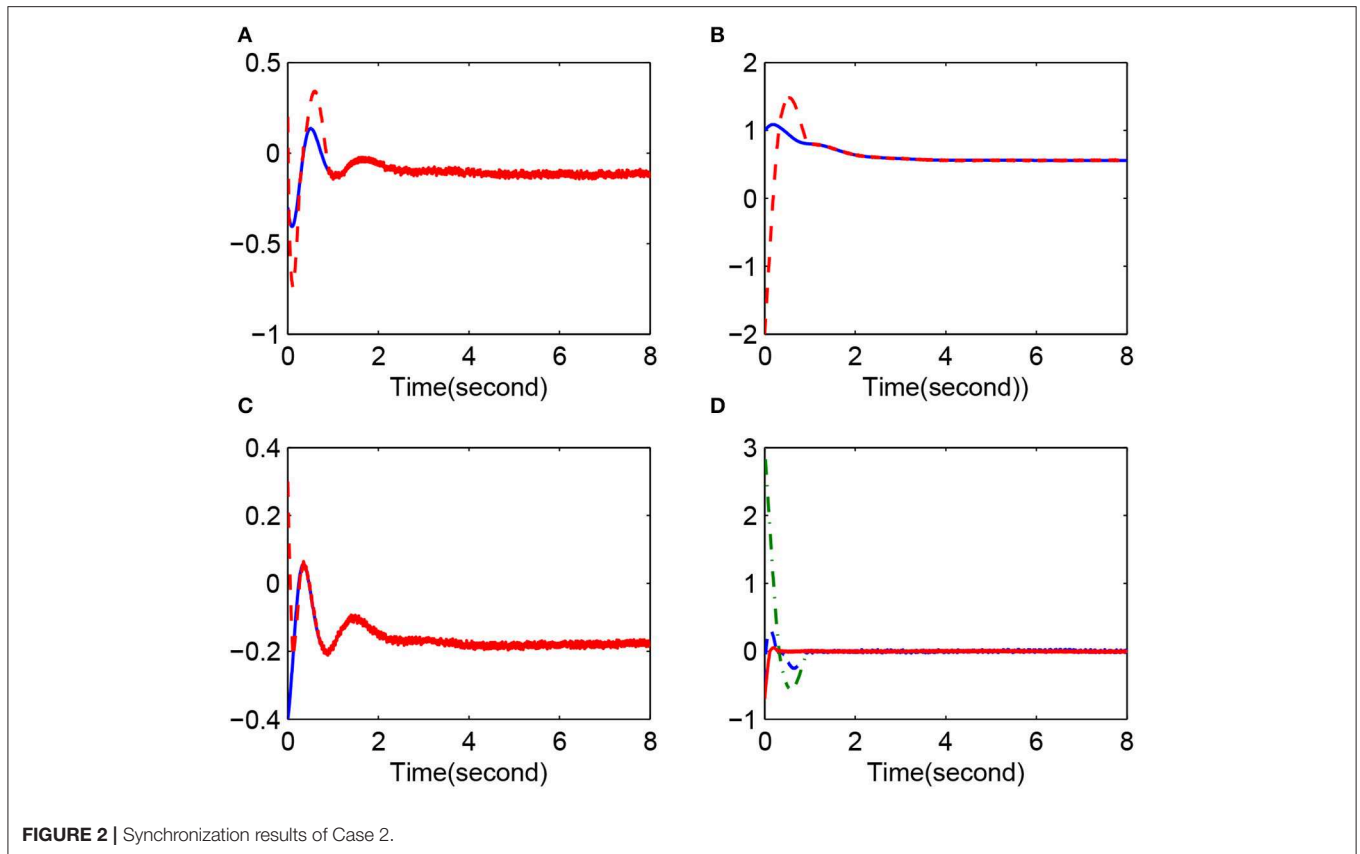 A
0.5
0
−0.5
−1
0 2 4 6 8
Time(second)
B
2
1
0
−1
−2
0 2 4 6 8
Time(second))
C
0.4
0.2
0
−0.2
−0.4
0 2 4 6 8
Time(second)
D
3
2
1
0
−1
0 2 4 6 8
Time(second)
FIGURE 2 | Synchronization results of Case 2.